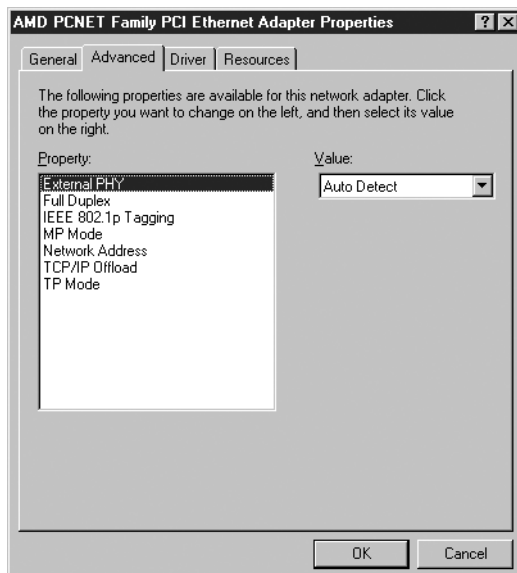 AMD PCNET Family PCI Ethernet Adapter Properties
General Advanced Driver Resources
The following properties are available for this network adapter. Click
the property you want to change on the left, and then select its value
on the right.
Property: Value:
External PHY Auto Detect
Full Duplex
IEEE 802.1p Tagging
MP Mode
Network Address
TCP/IP Offload
TP Mode
OK Cancel